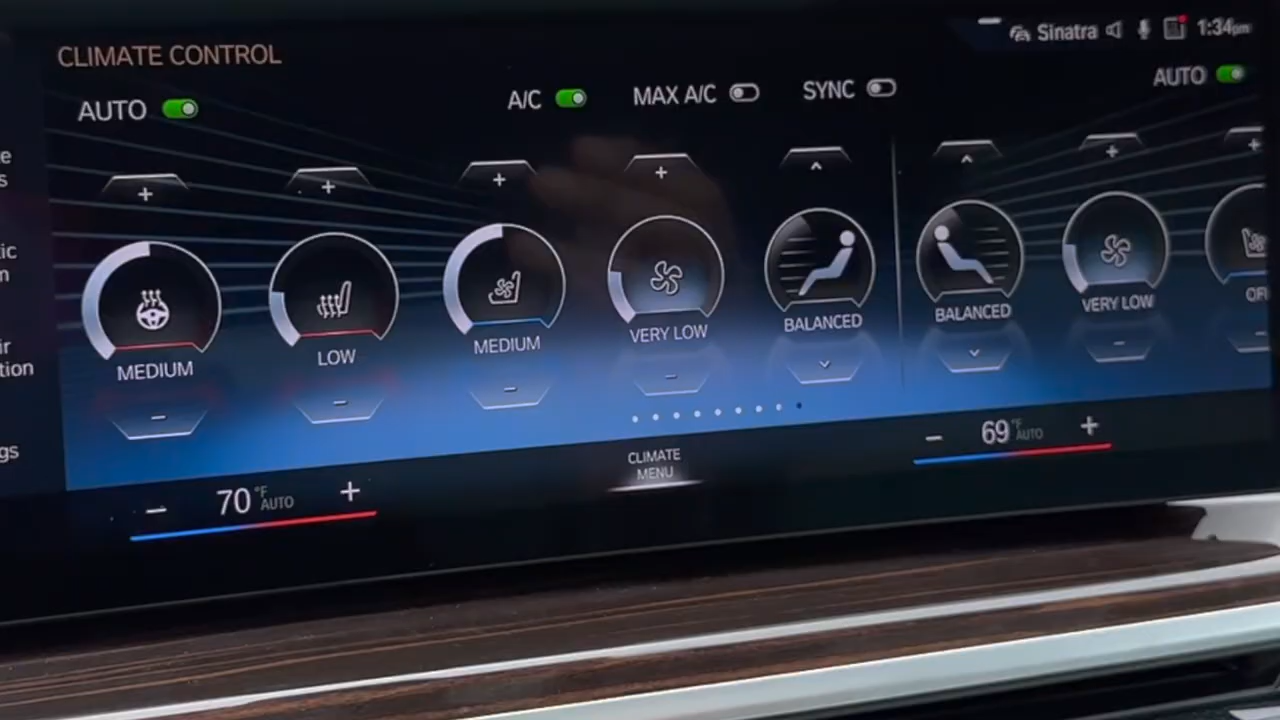 Sinatra 1:34pm
CLIMATE CONTROL
AUTO
A/C
MAX A/C
SYNC
AUTO
MEDIUM
LOW
MEDIUM
VERY LOW
BALANCED
BALANCED
VERY LOW
70 °F AUTO
CLIMATE
MENU
69 °F AUTO